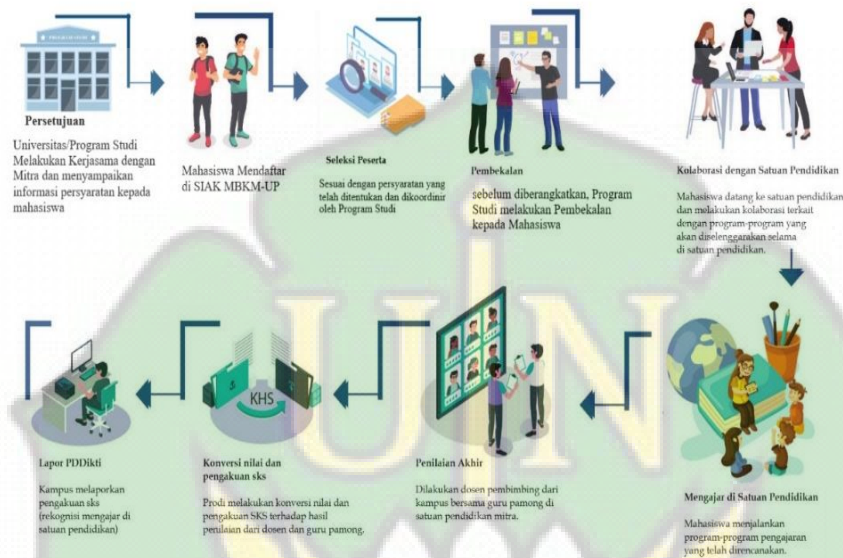 Persetujuan
Universitas/Program Studi
Melakukan Kerjasama dengan
Mitra dan menyampaikan
informasi persyaratan kepada
mahasiswa
Mahasiswa Mendaftar
di SIAK MBKM-UP
Seleksi Peserta
Sesuai dengan persyaratan yang
telah ditentukan dan dikoordinir
oleh Program Studi
Pembekalan
sebelum diberangkatkan, Program
Studi melakukan Pembekalan
kepada Mahasiswa
Kolaborasi dengan Satuan Pendidikan
Mahasiswa datang ke satuan pendidikan
dan melakukan kolaborasi terkait
dengan program-program yang
akan diselenggarakan selama
di satuan pendidikan.
Mengajar di Satuan Pendidikan
Mahasiswa menjalankan
program-program pengajaran
yang telah direncanakan.
Penilaian Akhir
Dilakukan dosen pembimbing dari
kampus bersama guru pamong di
satuan pendidikan mitra.
KHS
Konversi nilai dan
pengakuan sks
Prodi melakukan konversi nilai dan
pengakuan SKS terhadap hasil
penilaian dari dosen dan guru pamong.
Lapor PDDikti
Kampus melaporkan
pengakuan sks
(rekognisi mengajar di
satuan pendidikan)
UIN